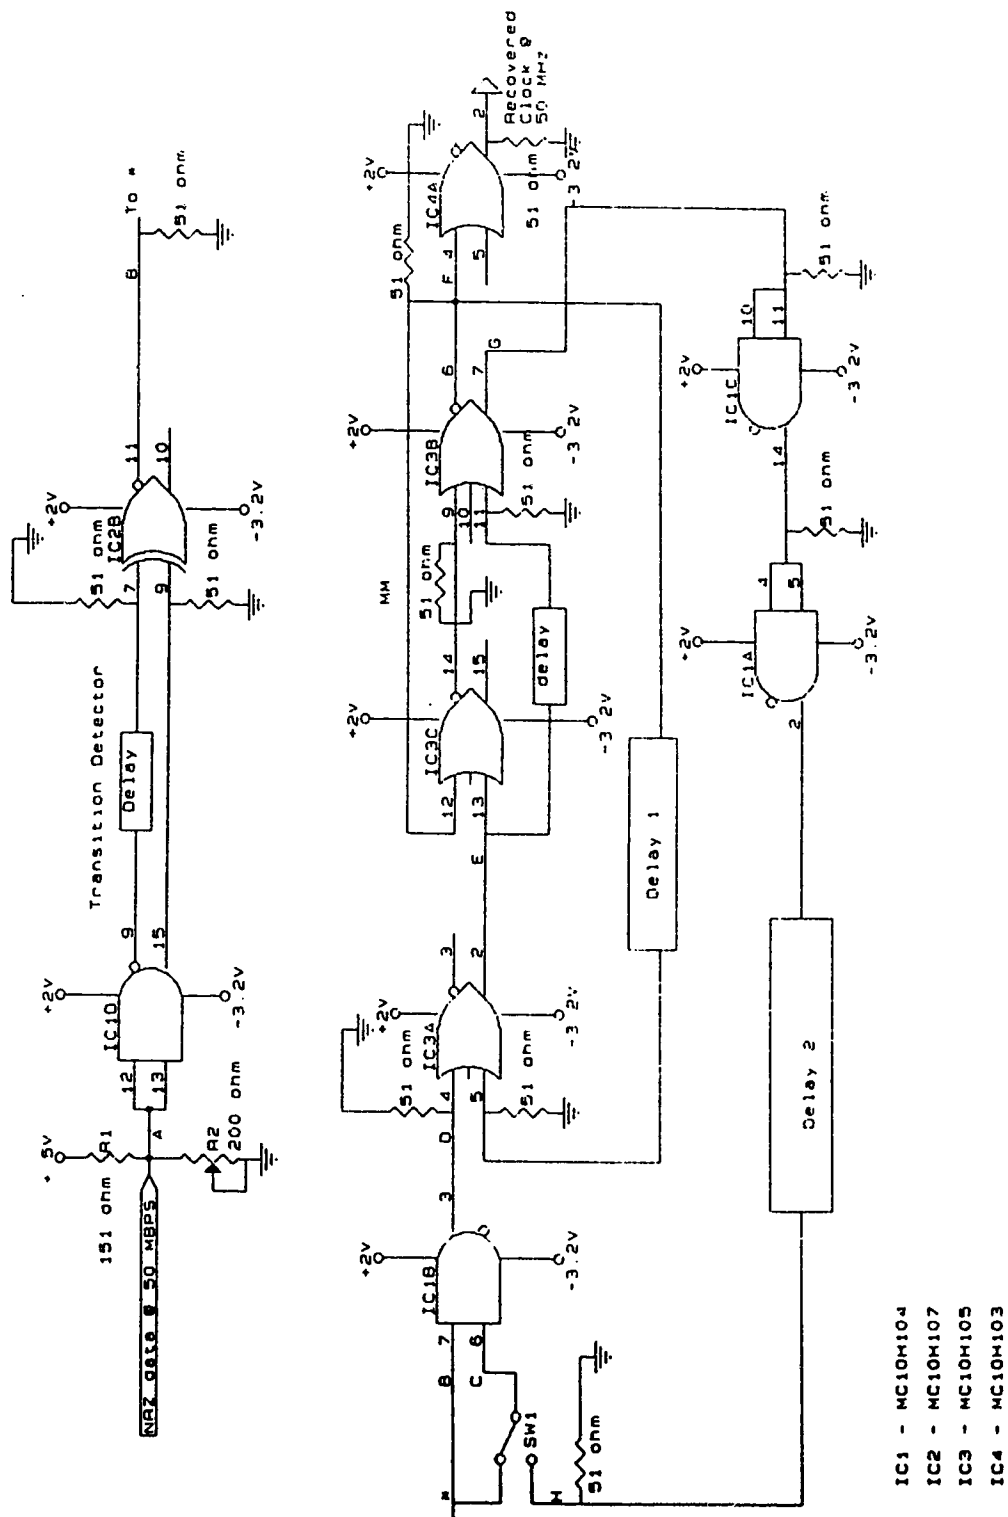 NRZ data @ 50 MBPS
+ 5V
R1
151 ohm
A
R2
200 ohm
12
13
+2V
IC1D
-3.2V
9
15
Transition Detector
Delay
51 ohm
7
9
51 ohm
+2V
IC2B
-3.2V
11
10
B
To *
51 ohm
*
B
C
7
6
SW1
H
51 ohm
+2V
IC1B
-3.2V
3
D
4
5
51 ohm
51 ohm
+2V
IC3A
-3 2V
3
2
E
12
13
+2V
IC3C
-3 2V
14
15
MM
51 ohm
delay
9
10
11
51 ohm
+2V
IC3B
-3 2V
6
7
G
F
51 ohm
4
5
+2V
IC4A
-3 2V
2
51 ohm
Recovered
Clock @
50 MHz
Delay 1
Delay 2
2
+2V
IC1A
-3.2V
4
5
51 ohm
14
+2V
IC1C
-3 2V
10
11
51 ohm
IC1 - MC10H104
IC2 - MC10H107
IC3 - MC10H105
IC4 - MC10H103